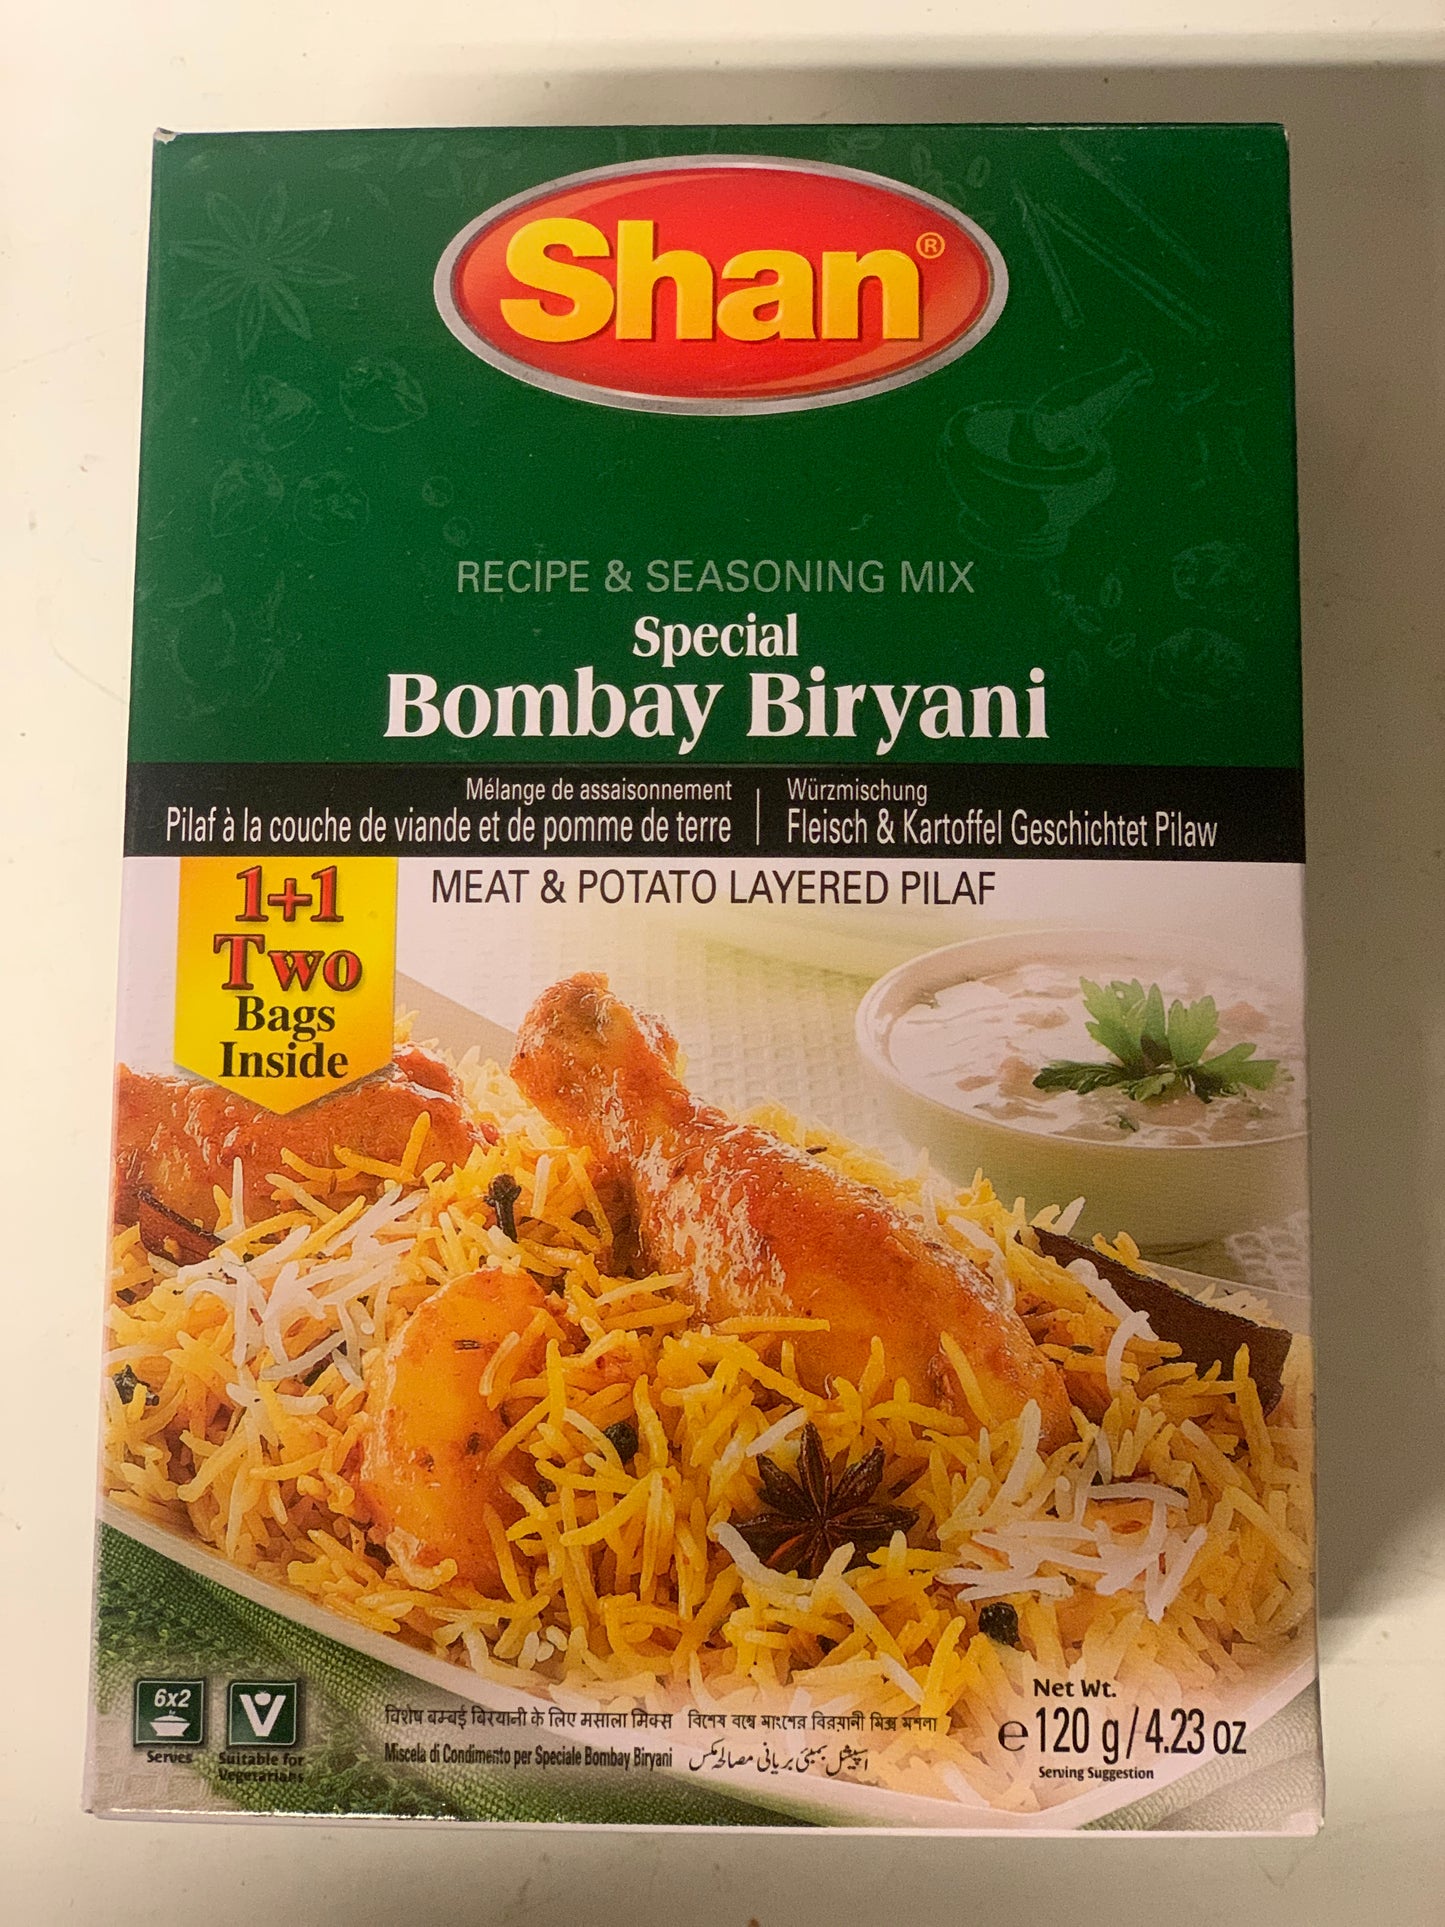 Shan®
RECIPE & SEASONING MIX
Special
Bombay Biryani
Mélange de assaisonnement
Pilaf à la couche de viande et de pomme de terre
Würzmischung
Fleisch & Kartoffel Geschichtet Pilaw
MEAT & POTATO LAYERED PILAF
1+1
Two
Bags
Inside
6x2
Serves
V
Suitable for
Vegetarians
विशेष बम्बई बिरयानी के लिए मसाला मिक्स
Miscela di Condimento per Speciale Bombay Biryani
اسپیشل بمبئی بریانی مصالحہ مکس
Net Wt.
℮120 g/4.23 oz
Serving Suggestion